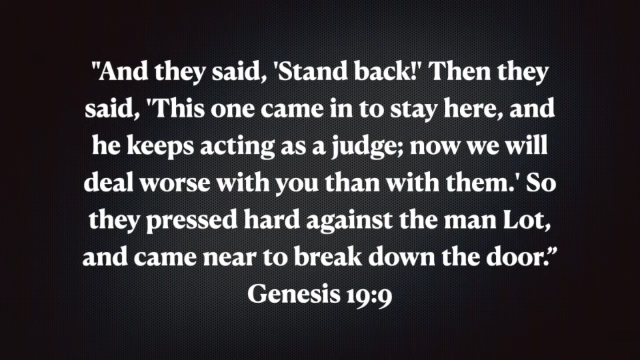 "And they said, 'Stand back!' Then they
said, 'This one came in to stay here, and
he keeps acting as a judge; now we will
deal worse with you than with them.' So
they pressed hard against the man Lot,
and came near to break down the door.”
Genesis 19:9